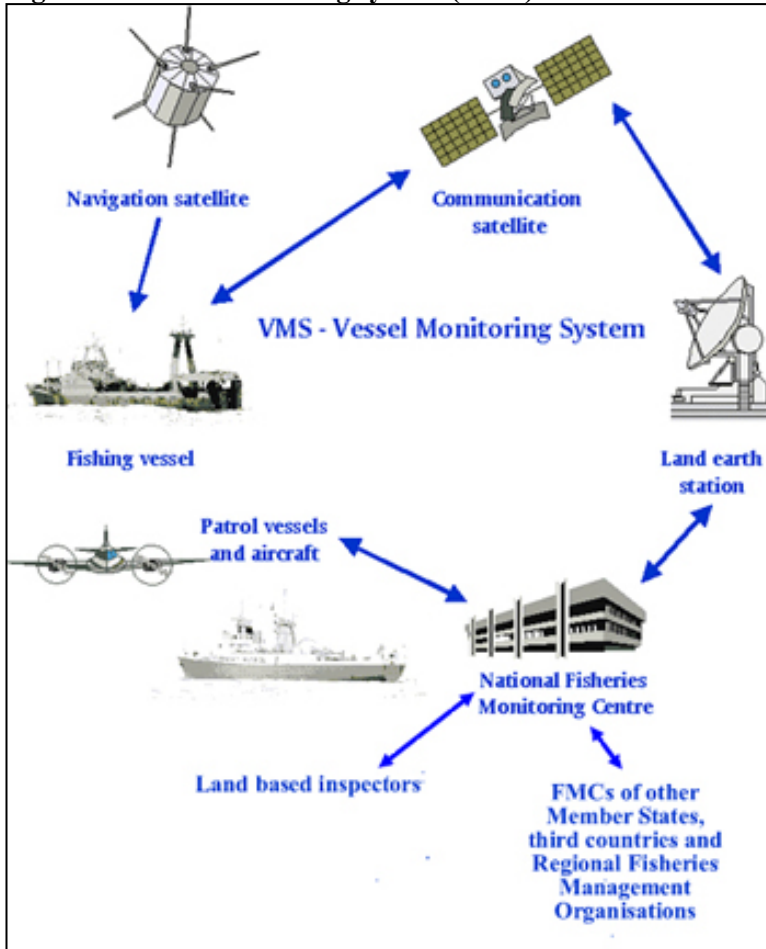 Navigation satellite
Communication
satellite
VMS - Vessel Monitoring System
Fishing vessel
Land earth
station
Patrol vessels
and aircraft
National Fisheries
Monitoring Centre
Land based inspectors
FMCs of other
Member States,
third countries and
Regional Fisheries
Management
Organisations